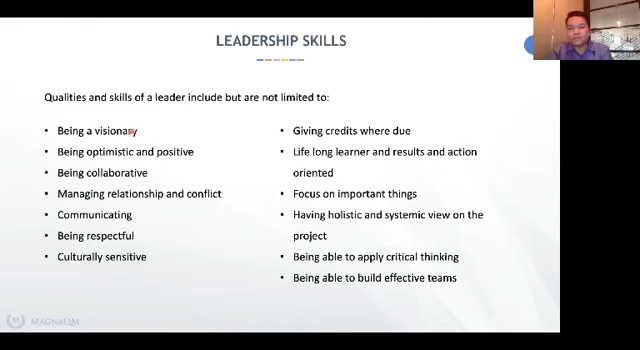 LEADERSHIP SKILLS
Qualities and skills of a leader include but are not limited to:
• Being a visionary
• Being optimistic and positive
• Being collaborative
• Managing relationship and conflict
• Communicating
• Being respectful
• Culturally sensitive
• Giving credits where due
• Life long learner and results and action
oriented
• Focus on important things
• Having holistic and systemic view on the
project
• Being able to apply critical thinking
• Being able to build effective teams
MAGNAQM